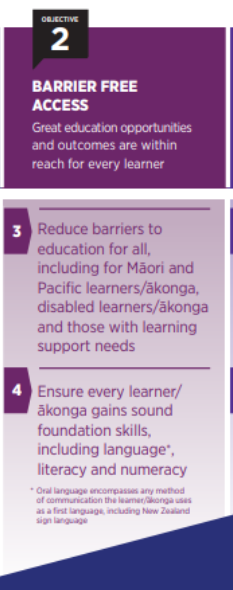 OBJECTIVE
2
BARRIER FREE
ACCESS
Great education opportunities
and outcomes are within
reach for every learner
3
Reduce barriers to
education for all,
including for Māori and
Pacific learners/ākonga,
disabled learners/ākonga
and those with learning
support needs
4
Ensure every learner/
ākonga gains sound
foundation skills,
including language*,
literacy and numeracy
* Oral language encompasses any method
of communication the learner/ākonga uses
as a first language, including New Zealand
sign language